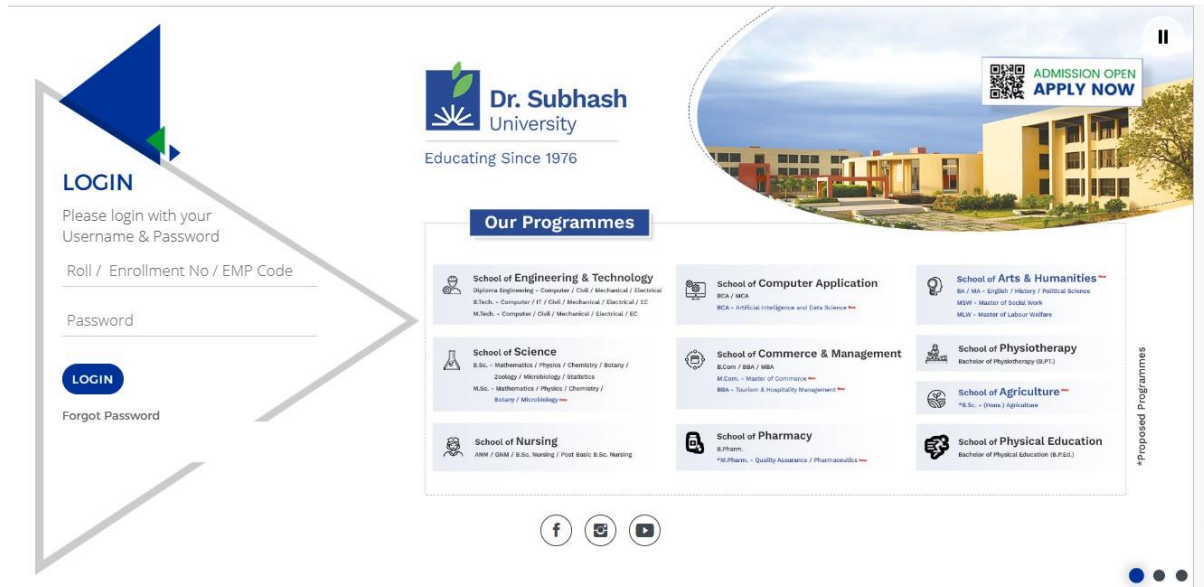 LOGIN
Please login with your
Username & Password
Roll / Enrollment No / EMP Code
Password
LOGIN
Forgot Password
Dr. Subhash
University
Educating Since 1976
ADMISSION OPEN
APPLY NOW
Our Programmes
School of Engineering & Technology
Diploma Engineering - Computer / Civil / Mechanical / Electrical
B.Tech. - Computer / IT / Civil / Mechanical / Electrical / EC
M.Tech. - Computer / Civil / Mechanical / Electrical / EC
School of Computer Application
BCA / MCA
BCA - Artificial Intelligence and Data Science
School of Arts & Humanities
BA / MA - English / History / Political Science
MSW - Master of Social Work
MLW - Master of Labour Welfare
School of Science
B.Sc. - Mathematics / Physics / Chemistry / Botany /
Zoology / Microbiology / Statistics
M.Sc. - Mathematics / Physics / Chemistry /
Botany / Microbiology
School of Commerce & Management
B.Com / BBA / MBA
M.Com. - Master of Commerce
BBA - Tourism & Hospitality Management
School of Physiotherapy
Bachelor of Physiotherapy (B.PT.)
School of Agriculture
*B.Sc. - (Hons.) Agriculture
School of Nursing
ANM / GNM / B.Sc. Nursing / Post Basic B.Sc. Nursing
School of Pharmacy
B.Pharm.
*M.Pharm. - Quality Assurance / Pharmaceutics
School of Physical Education
Bachelor of Physical Education (B.P.Ed.)
*Proposed Programmes